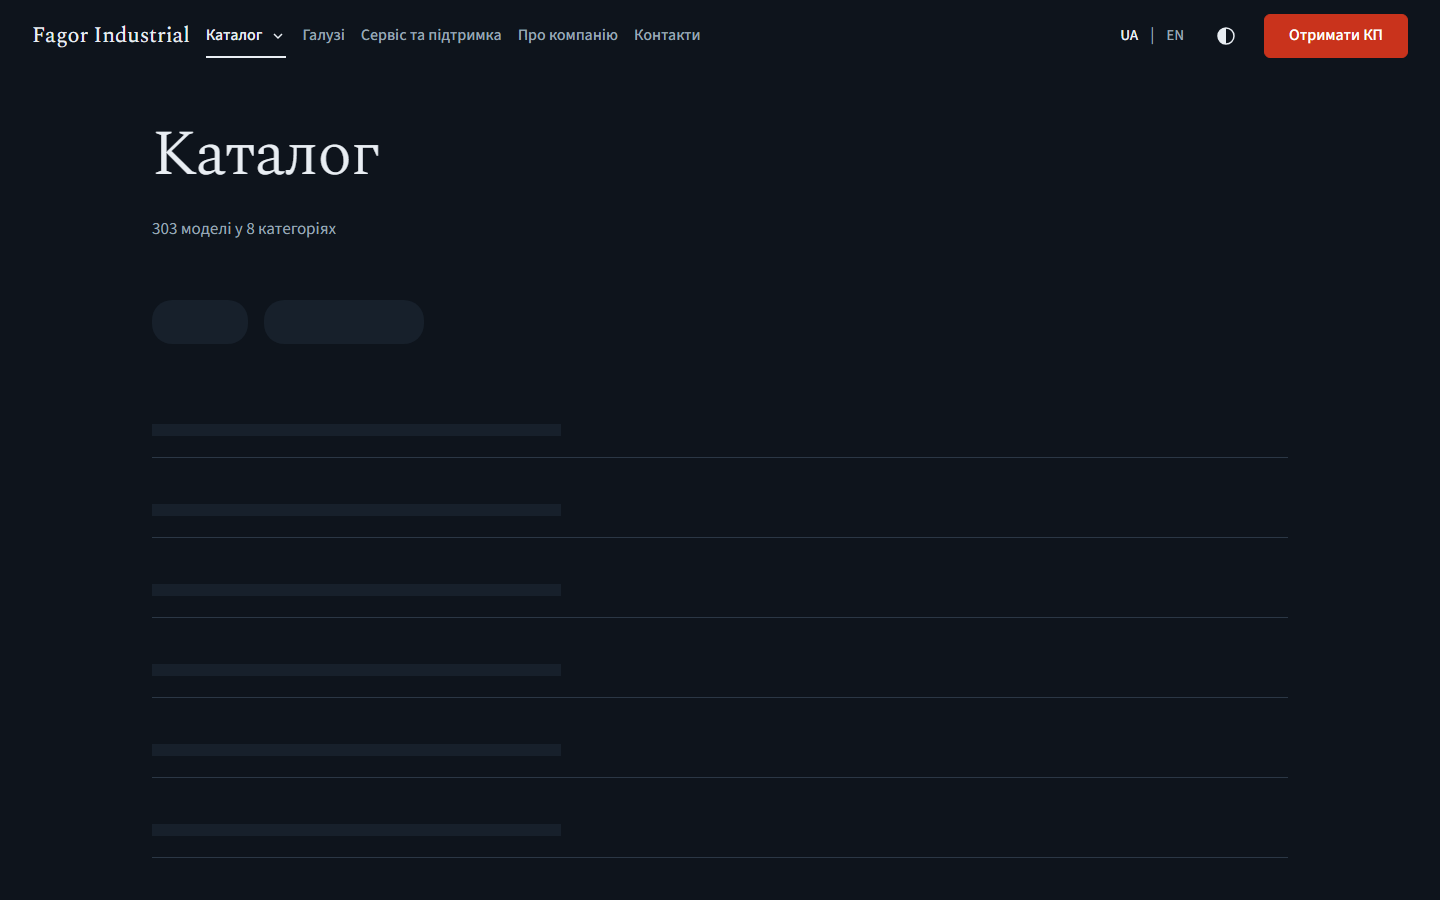 Fagor Industrial Каталог Галузі Сервіс та підтримка Про компанію Контакти UA | EN Отримати КП
Каталог
303 моделі у 8 категоріях